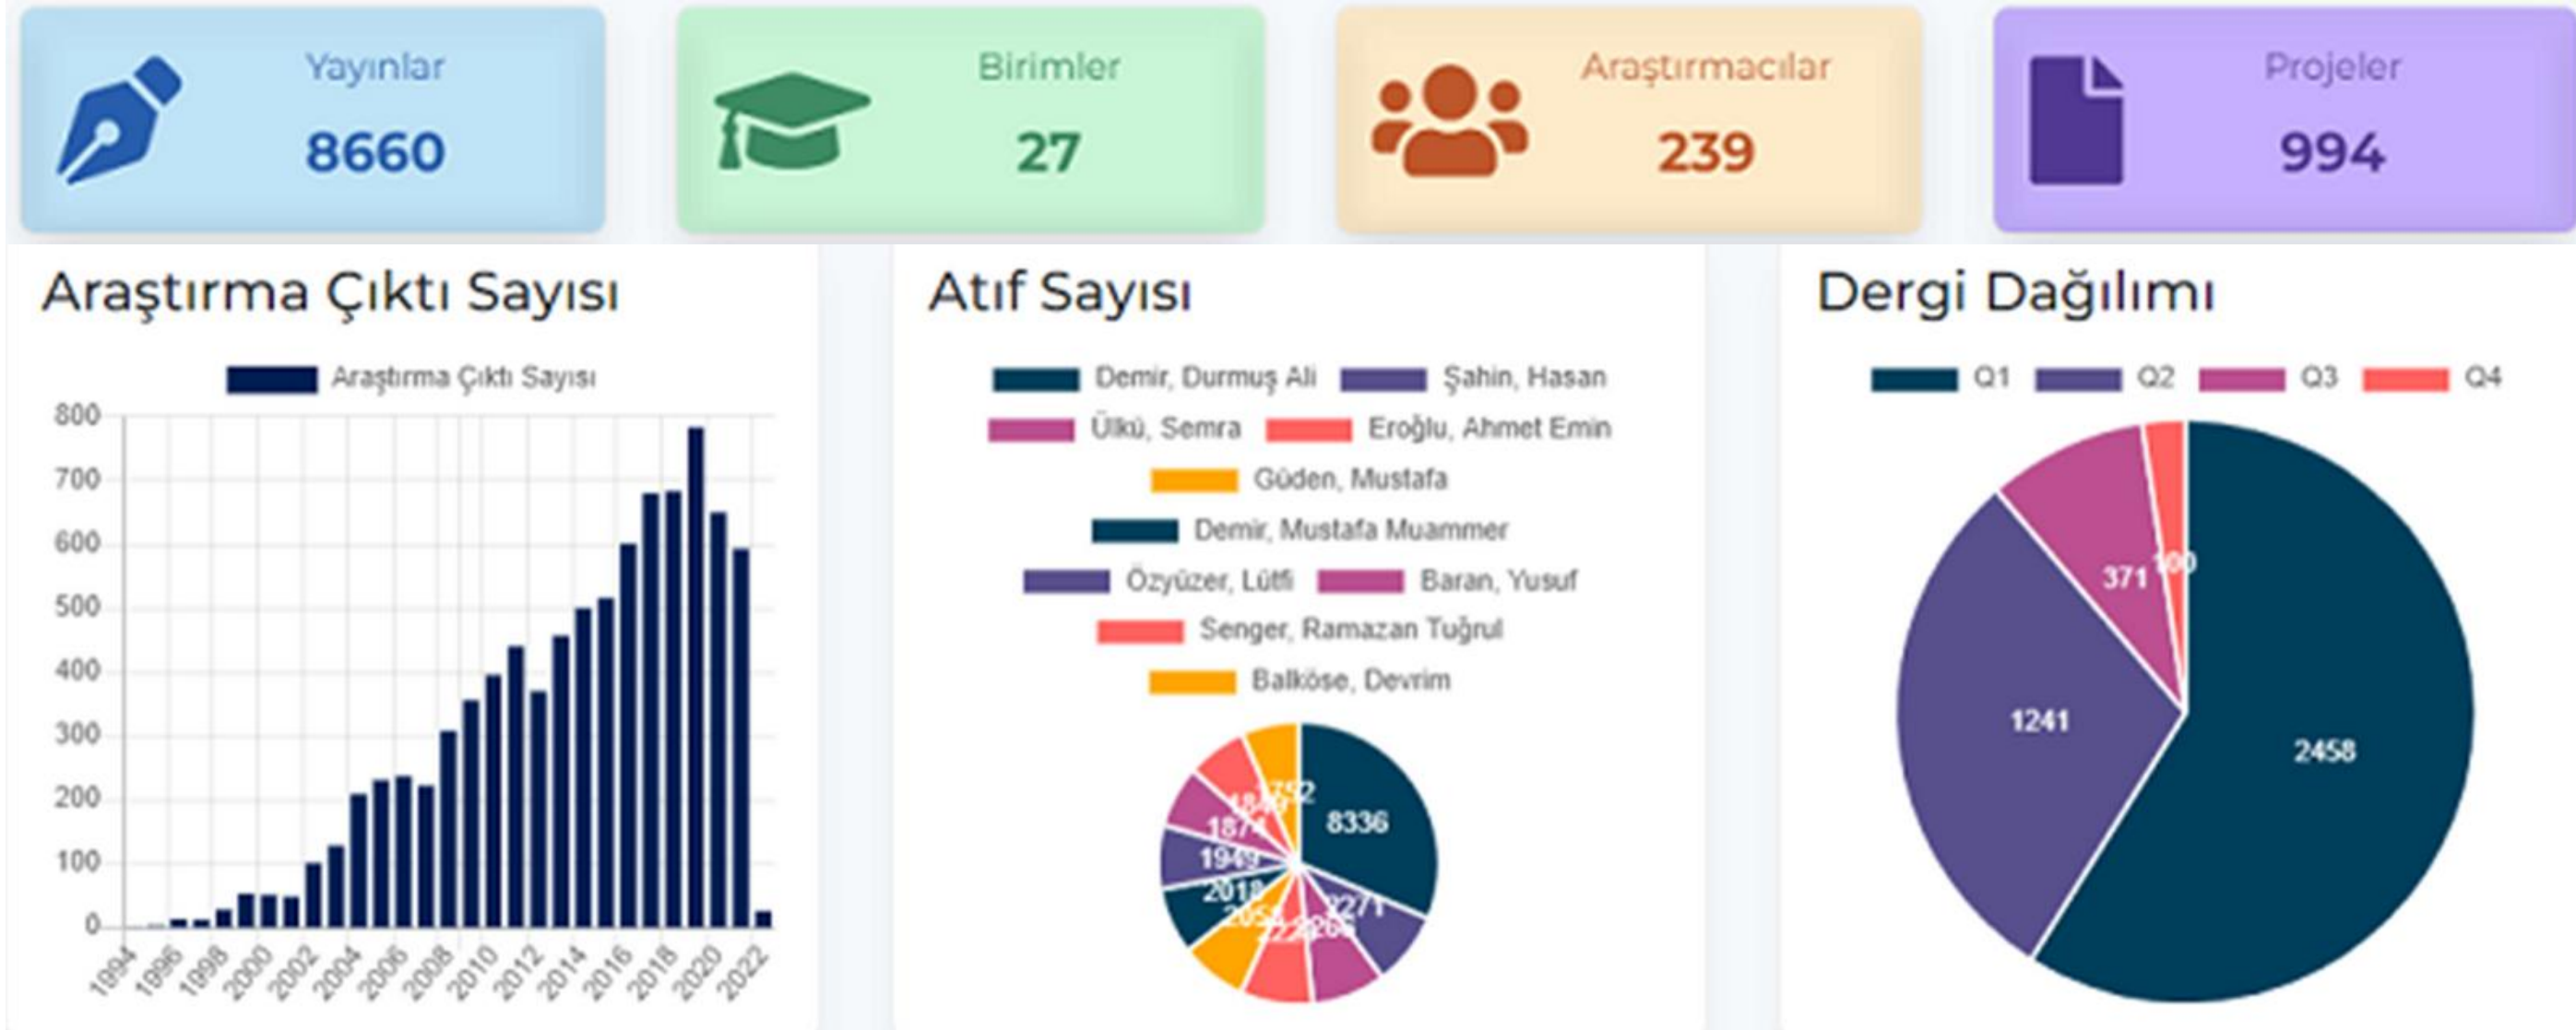 Yayınlar
8660
Birimler
27
Araştırmacılar
239
Projeler
994
Araştırma Çıktı Sayısı
Araştırma Çıktı Sayısı
800
700
600
500
400
300
200
100
0
1994 1996 1998 2000 2002 2004 2006 2008 2010 2012 2014 2016 2018 2020 2022
Atıf Sayısı
Demir, Durmuş Ali Şahin, Hasan
Ülkü, Semra Eroğlu, Ahmet Emin
Güden, Mustafa
Demir, Mustafa Muammer
Özyüzer, Lütfi Baran, Yusuf
Senger, Ramazan Tuğrul
Balköse, Devrim
8336
1874
1949
2018
2271
Dergi Dağılımı
Q1 Q2 Q3 Q4
100
371
1241
2458